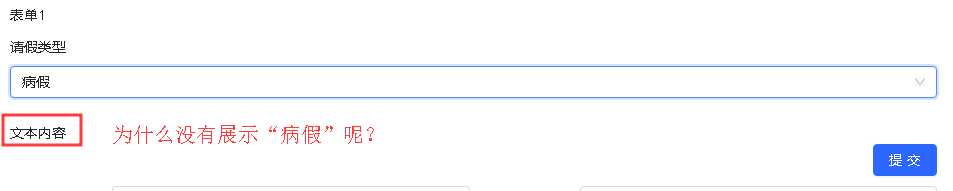 表单1
请假类型
病假
文本内容
为什么没有展示“病假”呢？
提 交